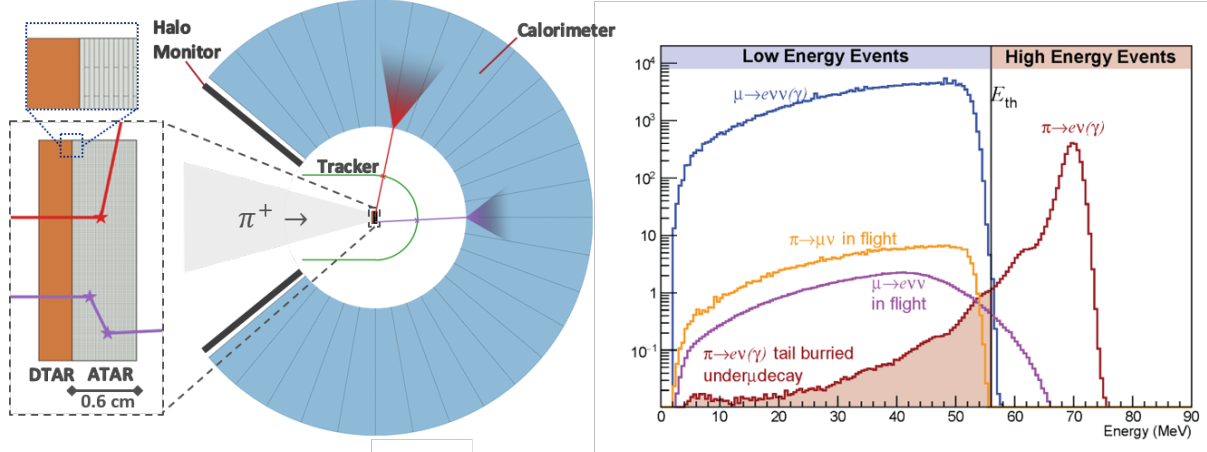 Halo
Monitor
Calorimeter
Tracker
π⁺ →
DTAR ATAR
0.6 cm
Low Energy Events
High Energy Events
10⁴
10³
10²
10
1
10⁻¹
μ→eνν(γ)
E_th
π→eν(γ)
π→μν in flight
μ→eνν
in flight
π→eν(γ) tail burried
under μ decay
0 10 20 30 40 50 60 70 80 90
Energy (MeV)